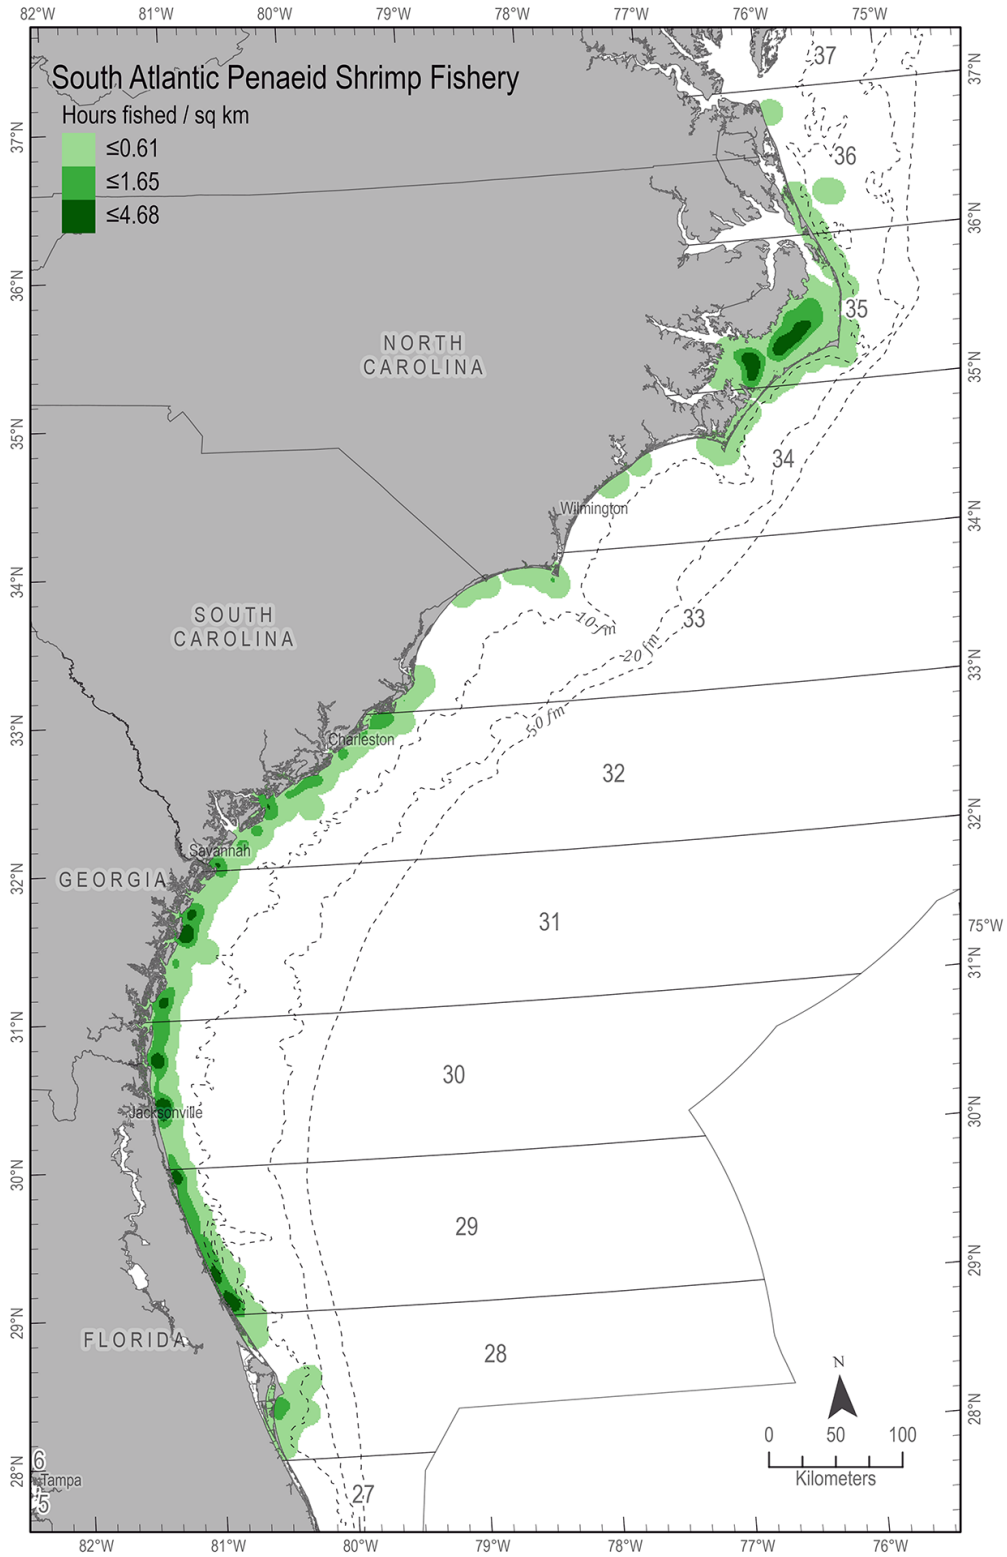 82°W 81°W 80°W 79°W 78°W 77°W 76°W 75°W
South Atlantic Penaeid Shrimp Fishery
Hours fished / sq km
≤0.61
≤1.65
≤4.68
37
37°N
37°N
36
36°N
36°N
35
NORTH
CAROLINA
35°N
35°N
34
Wilmington
34°N
34°N
SOUTH
CAROLINA
33
10-fm
20 fm
33°N
50 fm
33°N
Charleston
32
32°N
Savannah
GEORGIA
32°N
31
75°W
31°N
31°N
30
Jacksonville
30°N
30°N
29
29°N
29°N
FLORIDA
28
N
28°N
0 50 100
Kilometers
28°N
6
Tampa
5
27
82°W 81°W 80°W 79°W 78°W 77°W 76°W